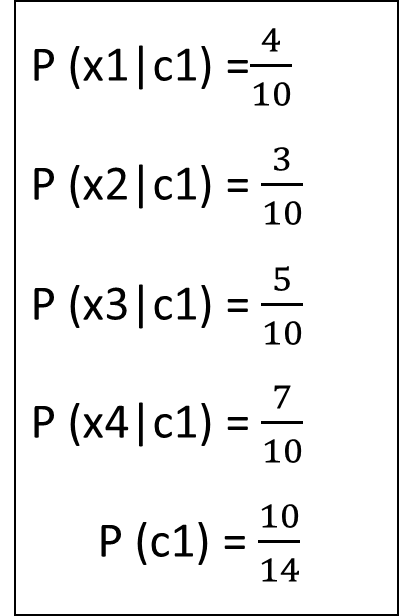 P (x1|c1) = 4/10
P (x2|c1) = 3/10
P (x3|c1) = 5/10
P (x4|c1) = 7/10
P (c1) = 10/14